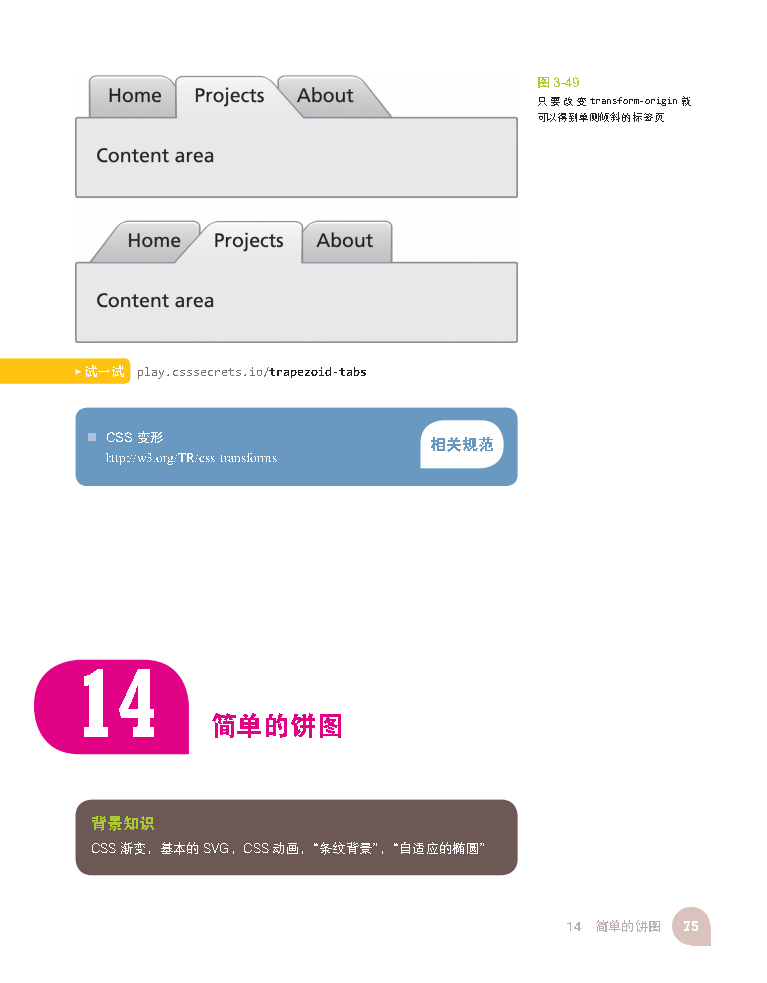 Home Projects About
Content area
图 3-49
只要改变 transform-origin 就
可以得到单侧倾斜的标签页
Home Projects About
Content area
▶ 试一试 play.csssecrets.io/trapezoid-tabs
■ CSS 变形
http://w3.org/TR/css-transforms
相关规范
14 简单的饼图
背景知识
CSS 渐变，基本的 SVG，CSS 动画，“条纹背景”，“自适应的椭圆”
14 简单的饼图 75